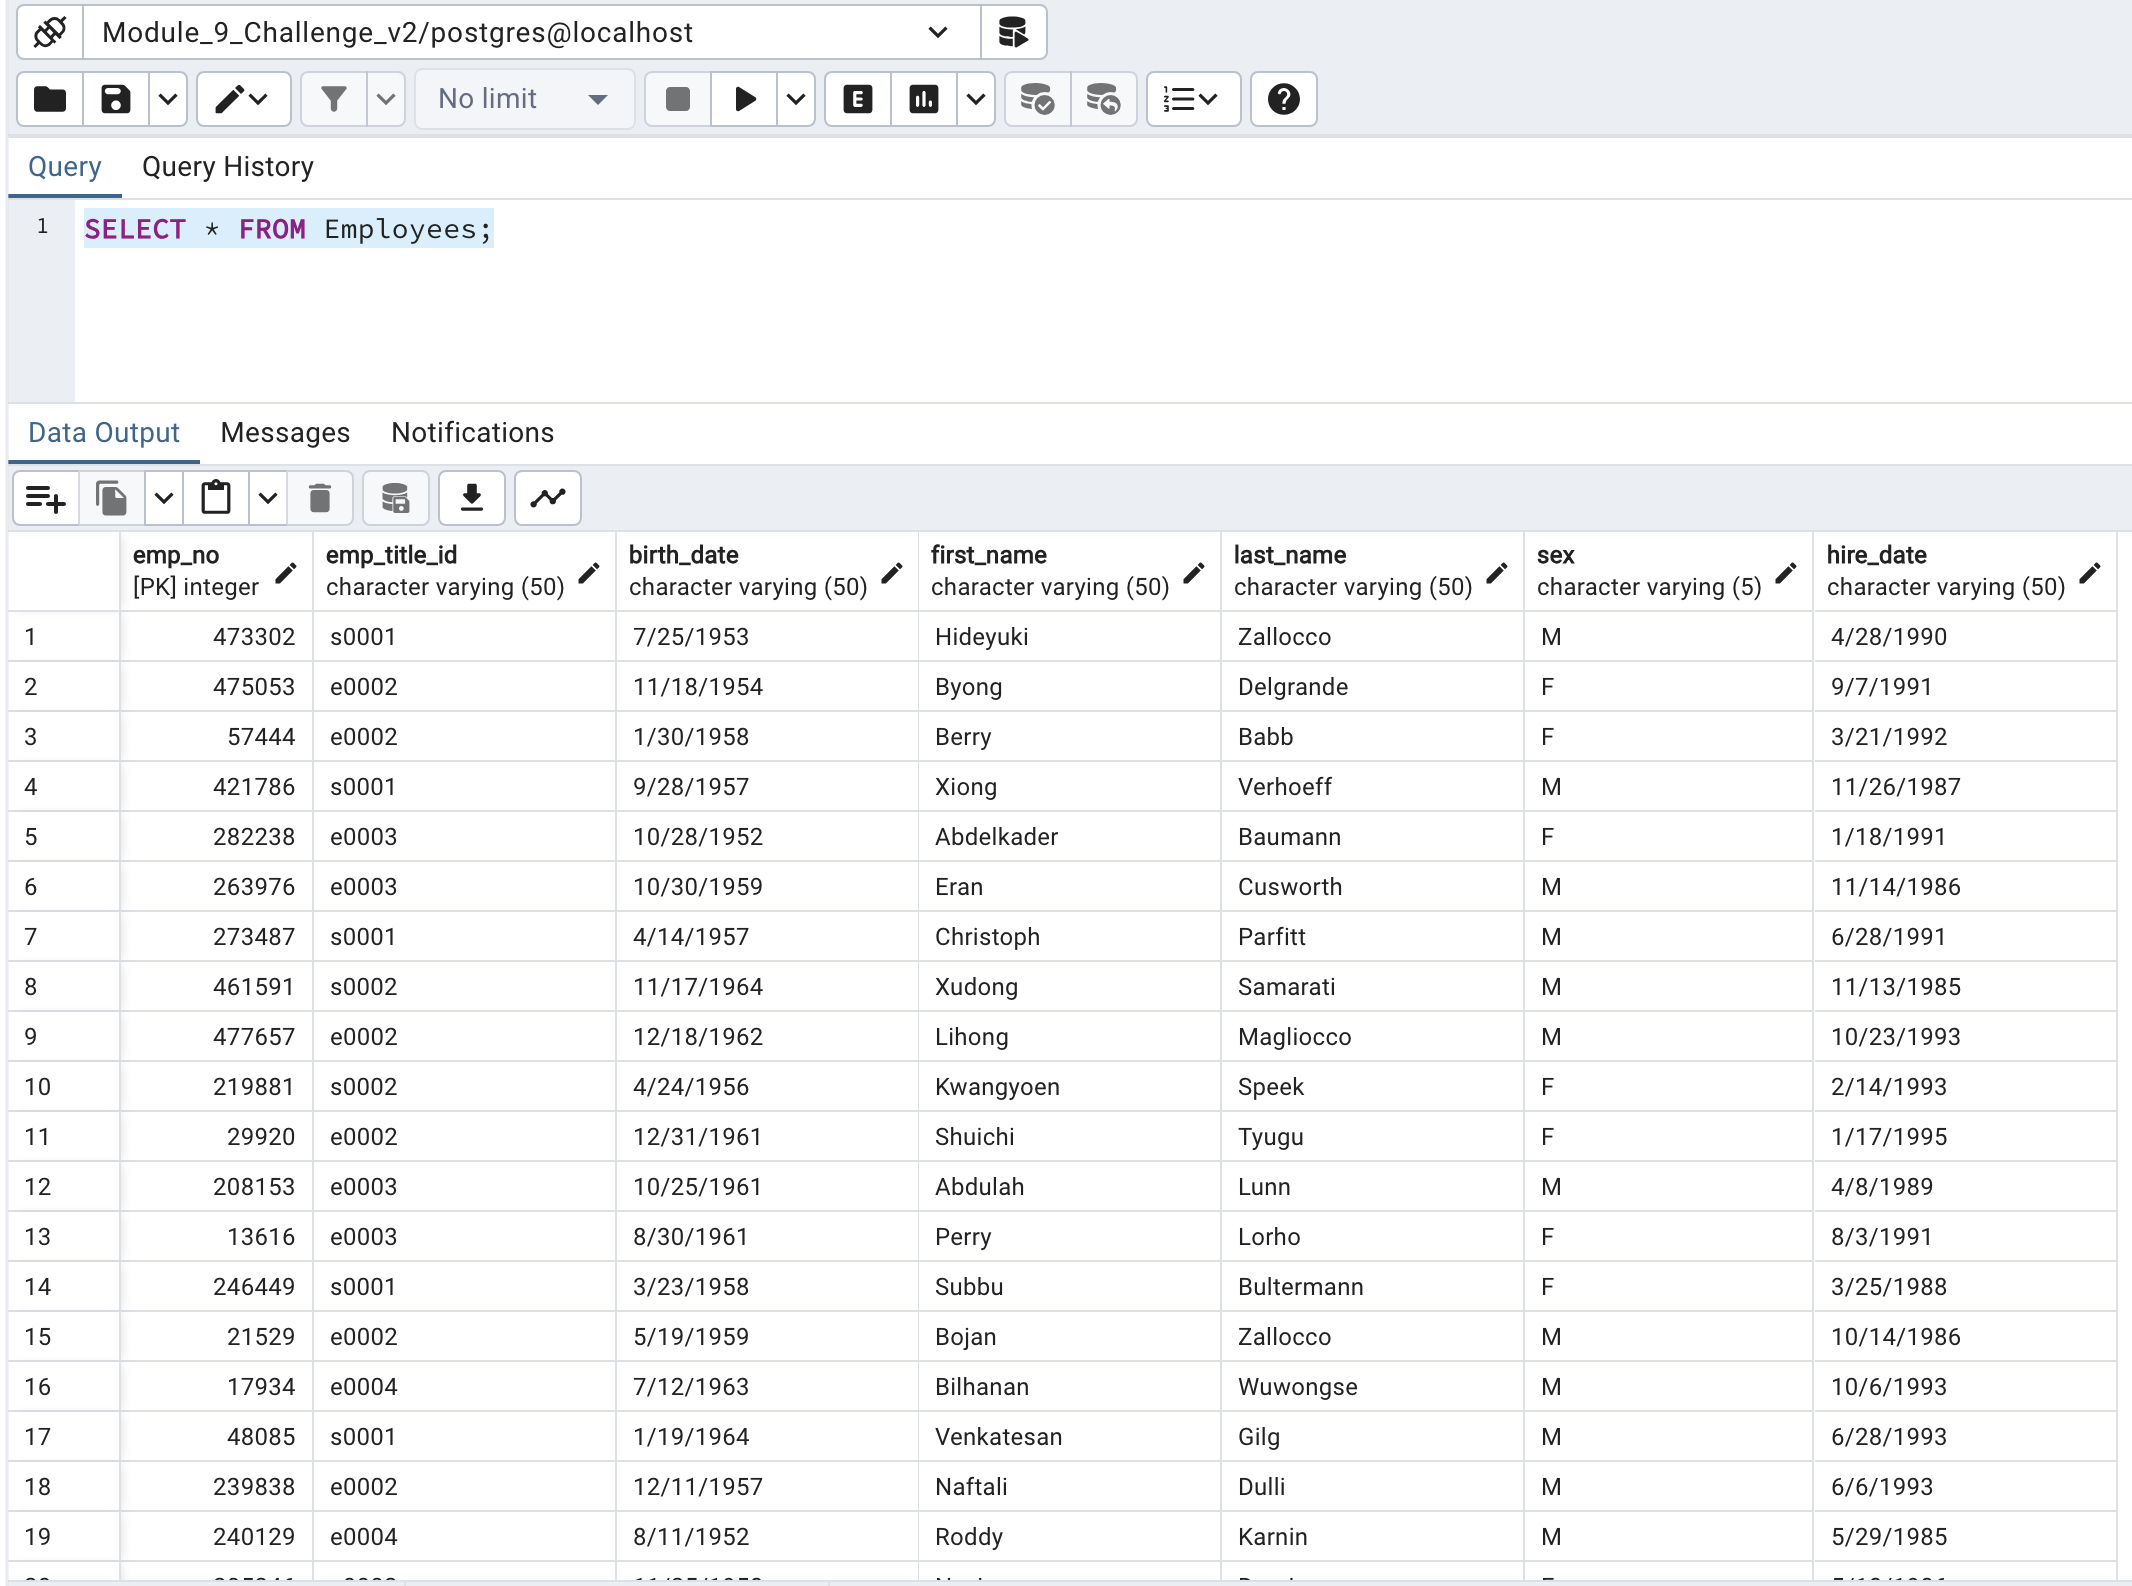 Module_9_Challenge_v2/postgres@localhost
No limit E
Query Query History
1 SELECT * FROM Employees;
Data Output Messages Notifications
emp_no emp_title_id birth_date first_name last_name sex hire_date
[PK] integer character varying (50) character varying (50) character varying (50) character varying (50) character varying (5) character varying (50)
1 473302 s0001 7/25/1953 Hideyuki Zallocco M 4/28/1990
2 475053 e0002 11/18/1954 Byong Delgrande F 9/7/1991
3 57444 e0002 1/30/1958 Berry Babb F 3/21/1992
4 421786 s0001 9/28/1957 Xiong Verhoeff M 11/26/1987
5 282238 e0003 10/28/1952 Abdelkader Baumann F 1/18/1991
6 263976 e0003 10/30/1959 Eran Cusworth M 11/14/1986
7 273487 s0001 4/14/1957 Christoph Parfitt M 6/28/1991
8 461591 s0002 11/17/1964 Xudong Samarati M 11/13/1985
9 477657 e0002 12/18/1962 Lihong Magliocco M 10/23/1993
10 219881 s0002 4/24/1956 Kwangyoen Speek F 2/14/1993
11 29920 e0002 12/31/1961 Shuichi Tyugu F 1/17/1995
12 208153 e0003 10/25/1961 Abdulah Lunn M 4/8/1989
13 13616 e0003 8/30/1961 Perry Lorho F 8/3/1991
14 246449 s0001 3/23/1958 Subbu Bultermann F 3/25/1988
15 21529 e0002 5/19/1959 Bojan Zallocco M 10/14/1986
16 17934 e0004 7/12/1963 Bilhanan Wuwongse M 10/6/1993
17 48085 s0001 1/19/1964 Venkatesan Gilg M 6/28/1993
18 239838 e0002 12/11/1957 Naftali Dulli M 6/6/1993
19 240129 e0004 8/11/1952 Roddy Karnin M 5/29/1985